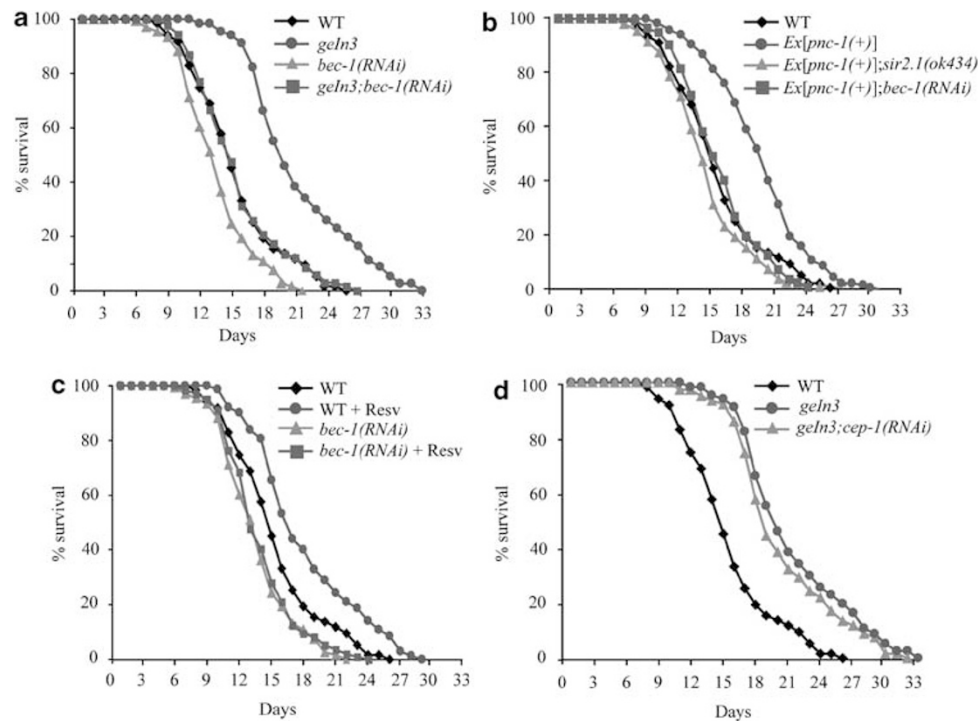 a
WT
geIn3
bec-1(RNAi)
geIn3;bec-1(RNAi)
% survival
100
80
60
40
20
0
0 3 6 9 12 15 18 21 24 27 30 33
Days
b
WT
Ex[pnc-1(+)]
Ex[pnc-1(+)];sir2.1(ok434)
Ex[pnc-1(+)];bec-1(RNAi)
% survival
100
80
60
40
20
0
0 3 6 9 12 15 18 21 24 27 30 33
Days
c
WT
WT + Resv
bec-1(RNAi)
bec-1(RNAi) + Resv
% survival
100
80
60
40
20
0
0 3 6 9 12 15 18 21 24 27 30 33
Days
d
WT
geIn3
geIn3;cep-1(RNAi)
% survival
100
80
60
40
20
0
0 3 6 9 12 15 18 21 24 27 30 33
Days